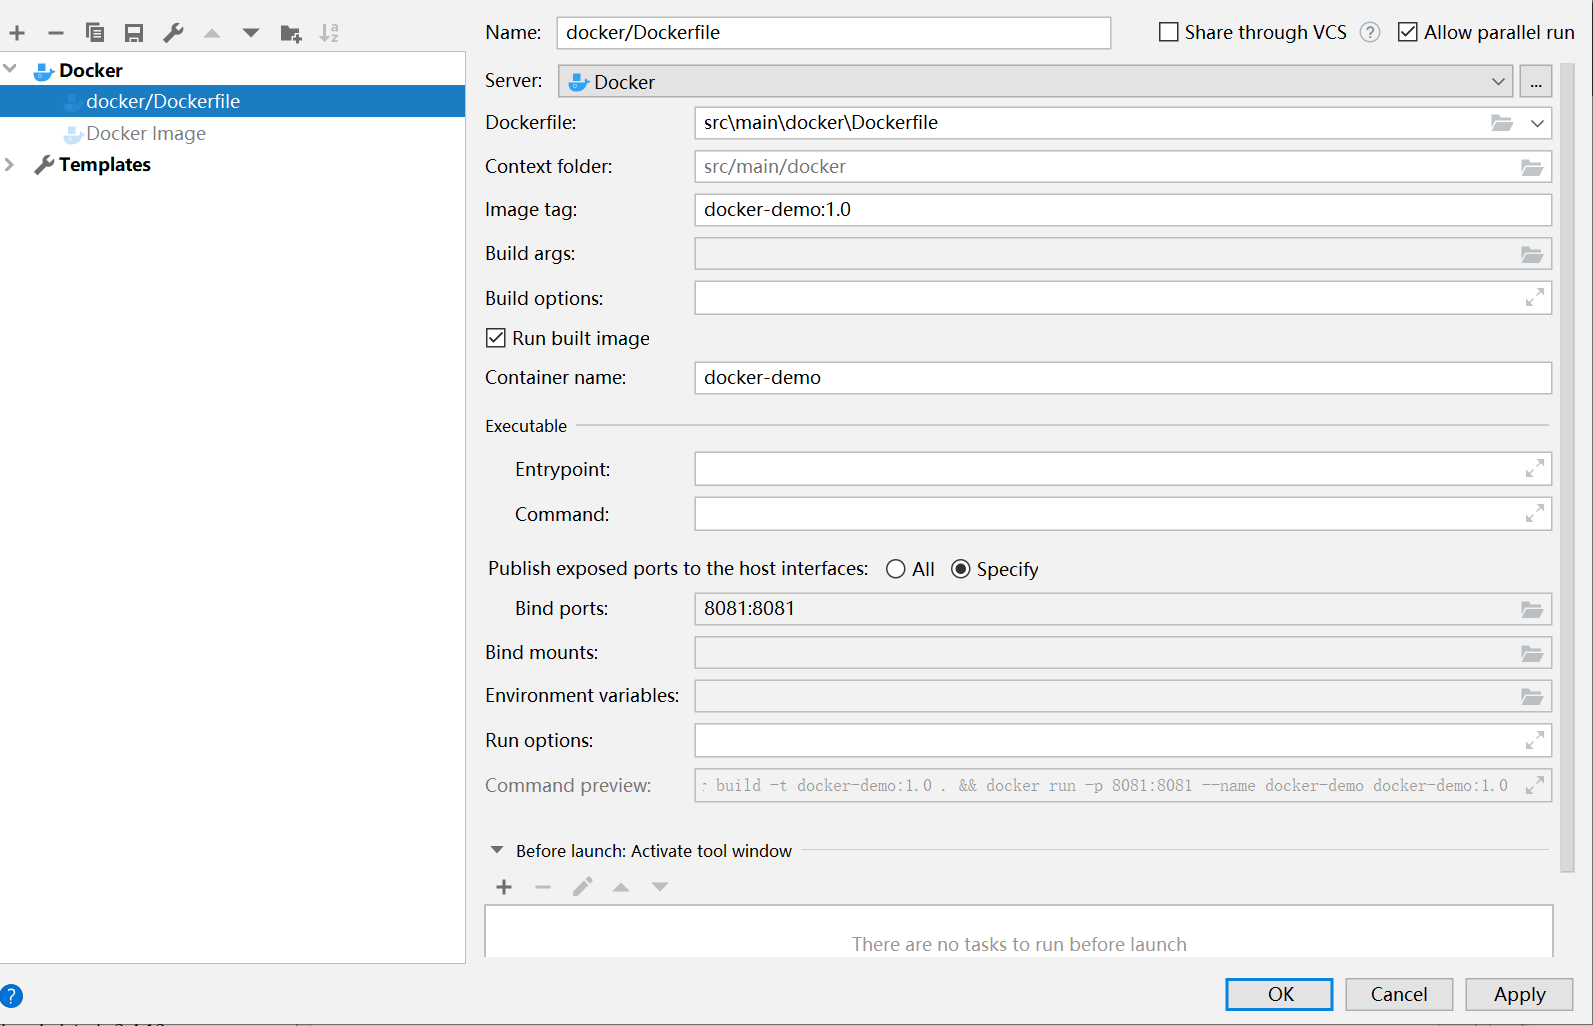 Name: docker/Dockerfile Share through VCS ? Allow parallel run
Docker
docker/Dockerfile
Docker Image
Templates
Server: Docker ...
Dockerfile: src\main\docker\Dockerfile
Context folder: src/main/docker
Image tag: docker-demo:1.0
Build args:
Build options:
Run built image
Container name: docker-demo
Executable
Entrypoint:
Command:
Publish exposed ports to the host interfaces: All Specify
Bind ports: 8081:8081
Bind mounts:
Environment variables:
Run options:
Command preview: build -t docker-demo:1.0 . && docker run -p 8081:8081 --name docker-demo docker-demo:1.0
Before launch: Activate tool window
There are no tasks to run before launch
? OK Cancel Apply